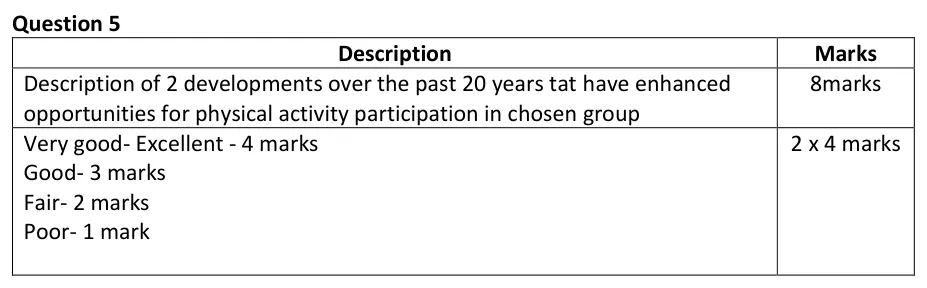 Question 5
Description Marks
Description of 2 developments over the past 20 years tat have enhanced 8marks
opportunities for physical activity participation in chosen group
Very good- Excellent - 4 marks 2 x 4 marks
Good- 3 marks
Fair- 2 marks
Poor- 1 mark